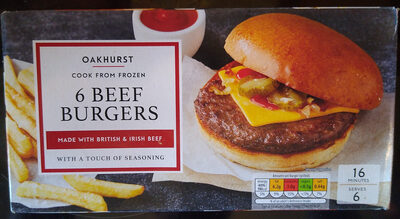 OAKHURST
COOK FROM FROZEN
6 BEEF
BURGERS
MADE WITH BRITISH & IRISH BEEF
WITH A TOUCH OF SEASONING
16
MINUTES
SERVES
6